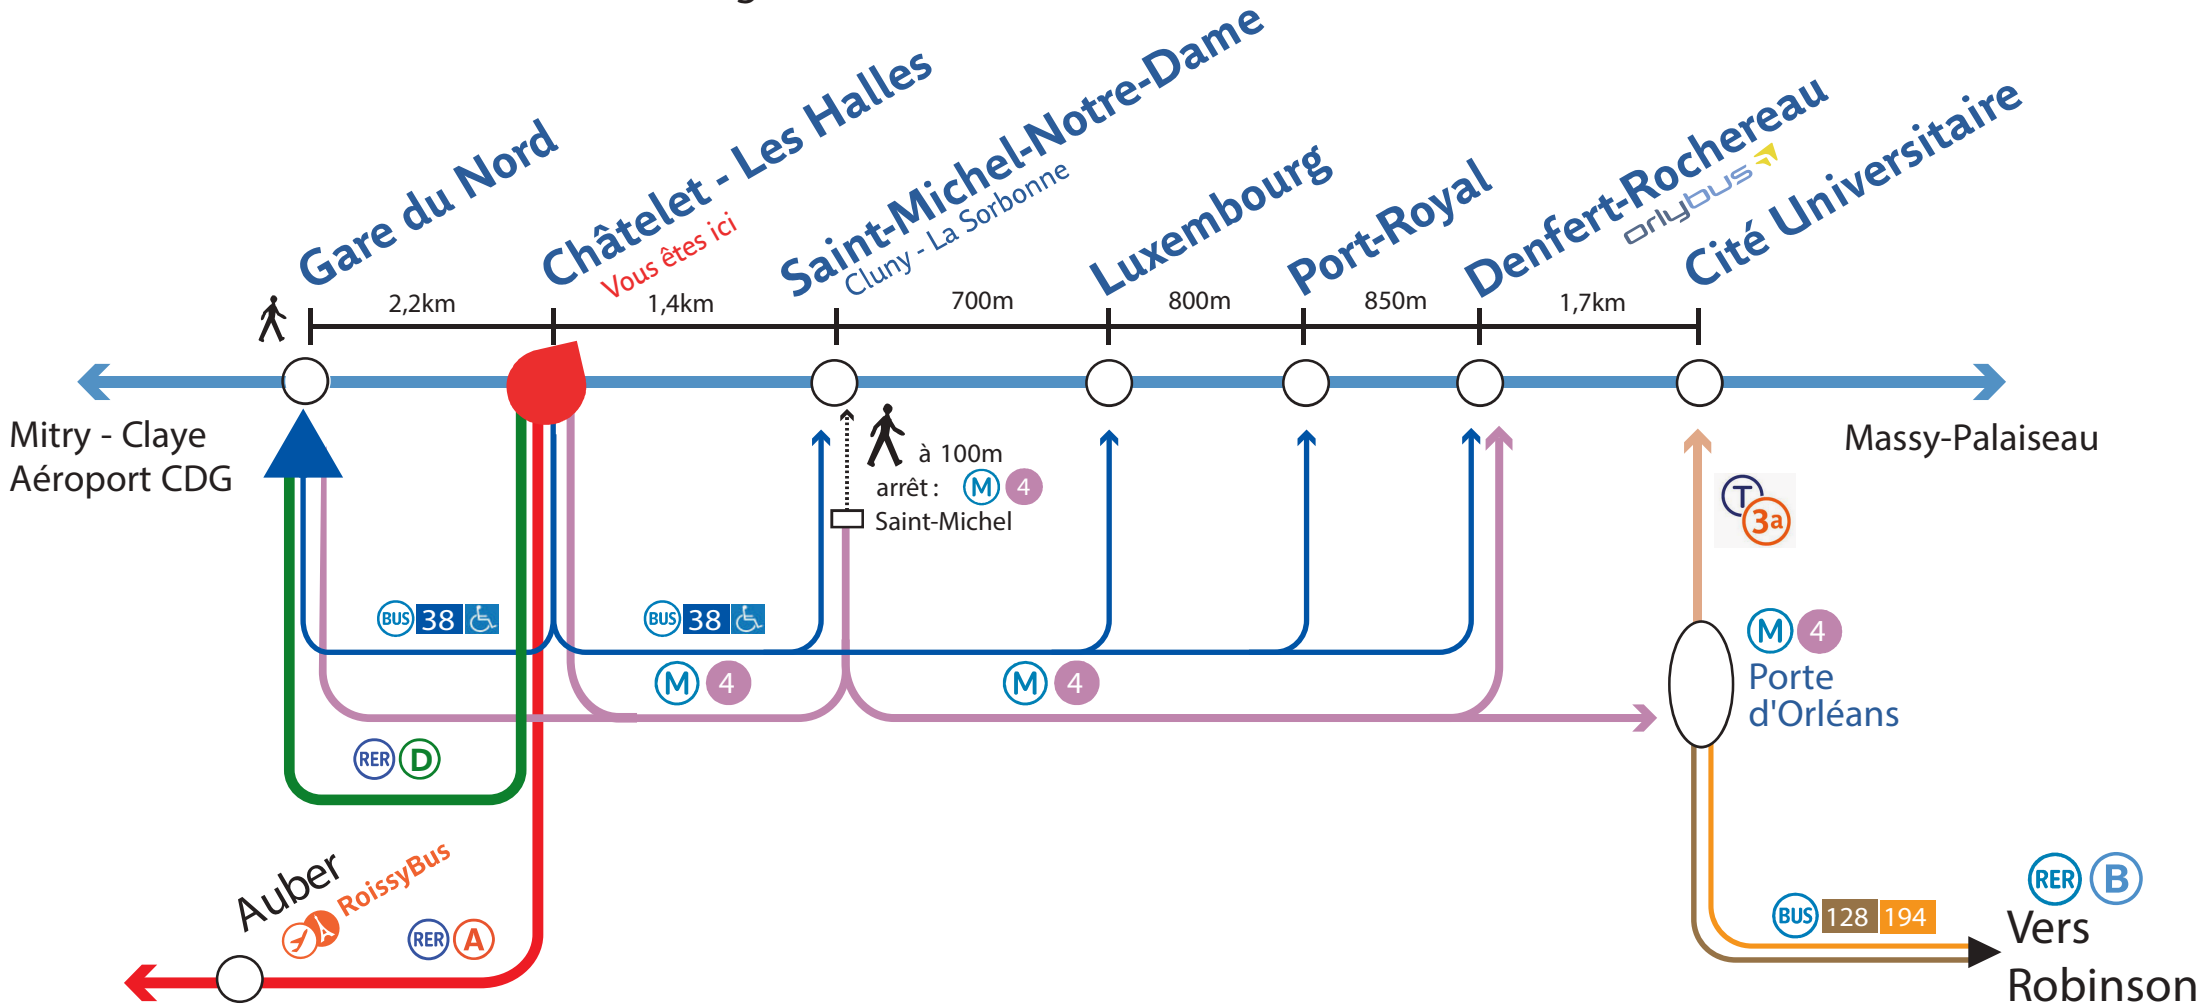 Gare du Nord
Châtelet - Les Halles
Vous êtes ici
Saint-Michel-Notre-Dame
Cluny - La Sorbonne
Luxembourg
Port-Royal
Denfert-Rochereau
orlybus
Cité Universitaire
2,2km
1,4km
700m
800m
850m
1,7km
Mitry - Claye
Aéroport CDG
Massy-Palaiseau
à 100m
arrêt : M 4
Saint-Michel
T 3a
BUS 38
BUS 38
M 4
M 4
M 4
Porte
d'Orléans
RER D
Auber
RoissyBus
RER A
BUS 128 194
RER B
Vers
Robinson